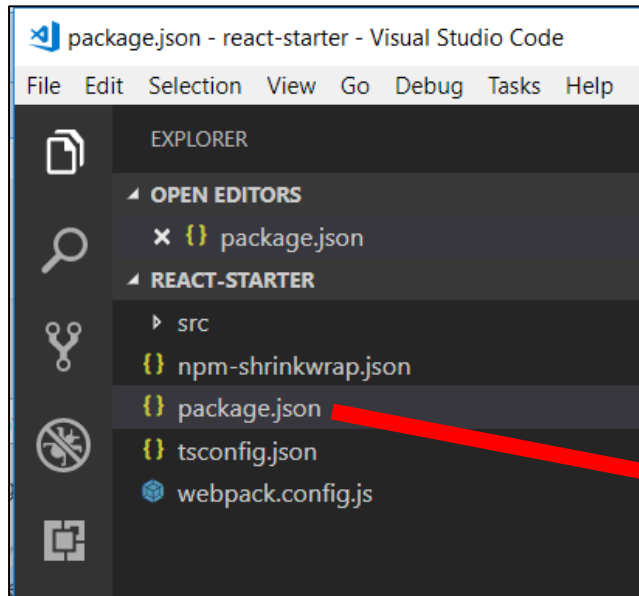 package.json - react-starter - Visual Studio Code
File Edit Selection View Go Debug Tasks Help
EXPLORER
OPEN EDITORS
{} package.json
REACT-STARTER
src
{} npm-shrinkwrap.json
{} package.json
{} tsconfig.json
webpack.config.js